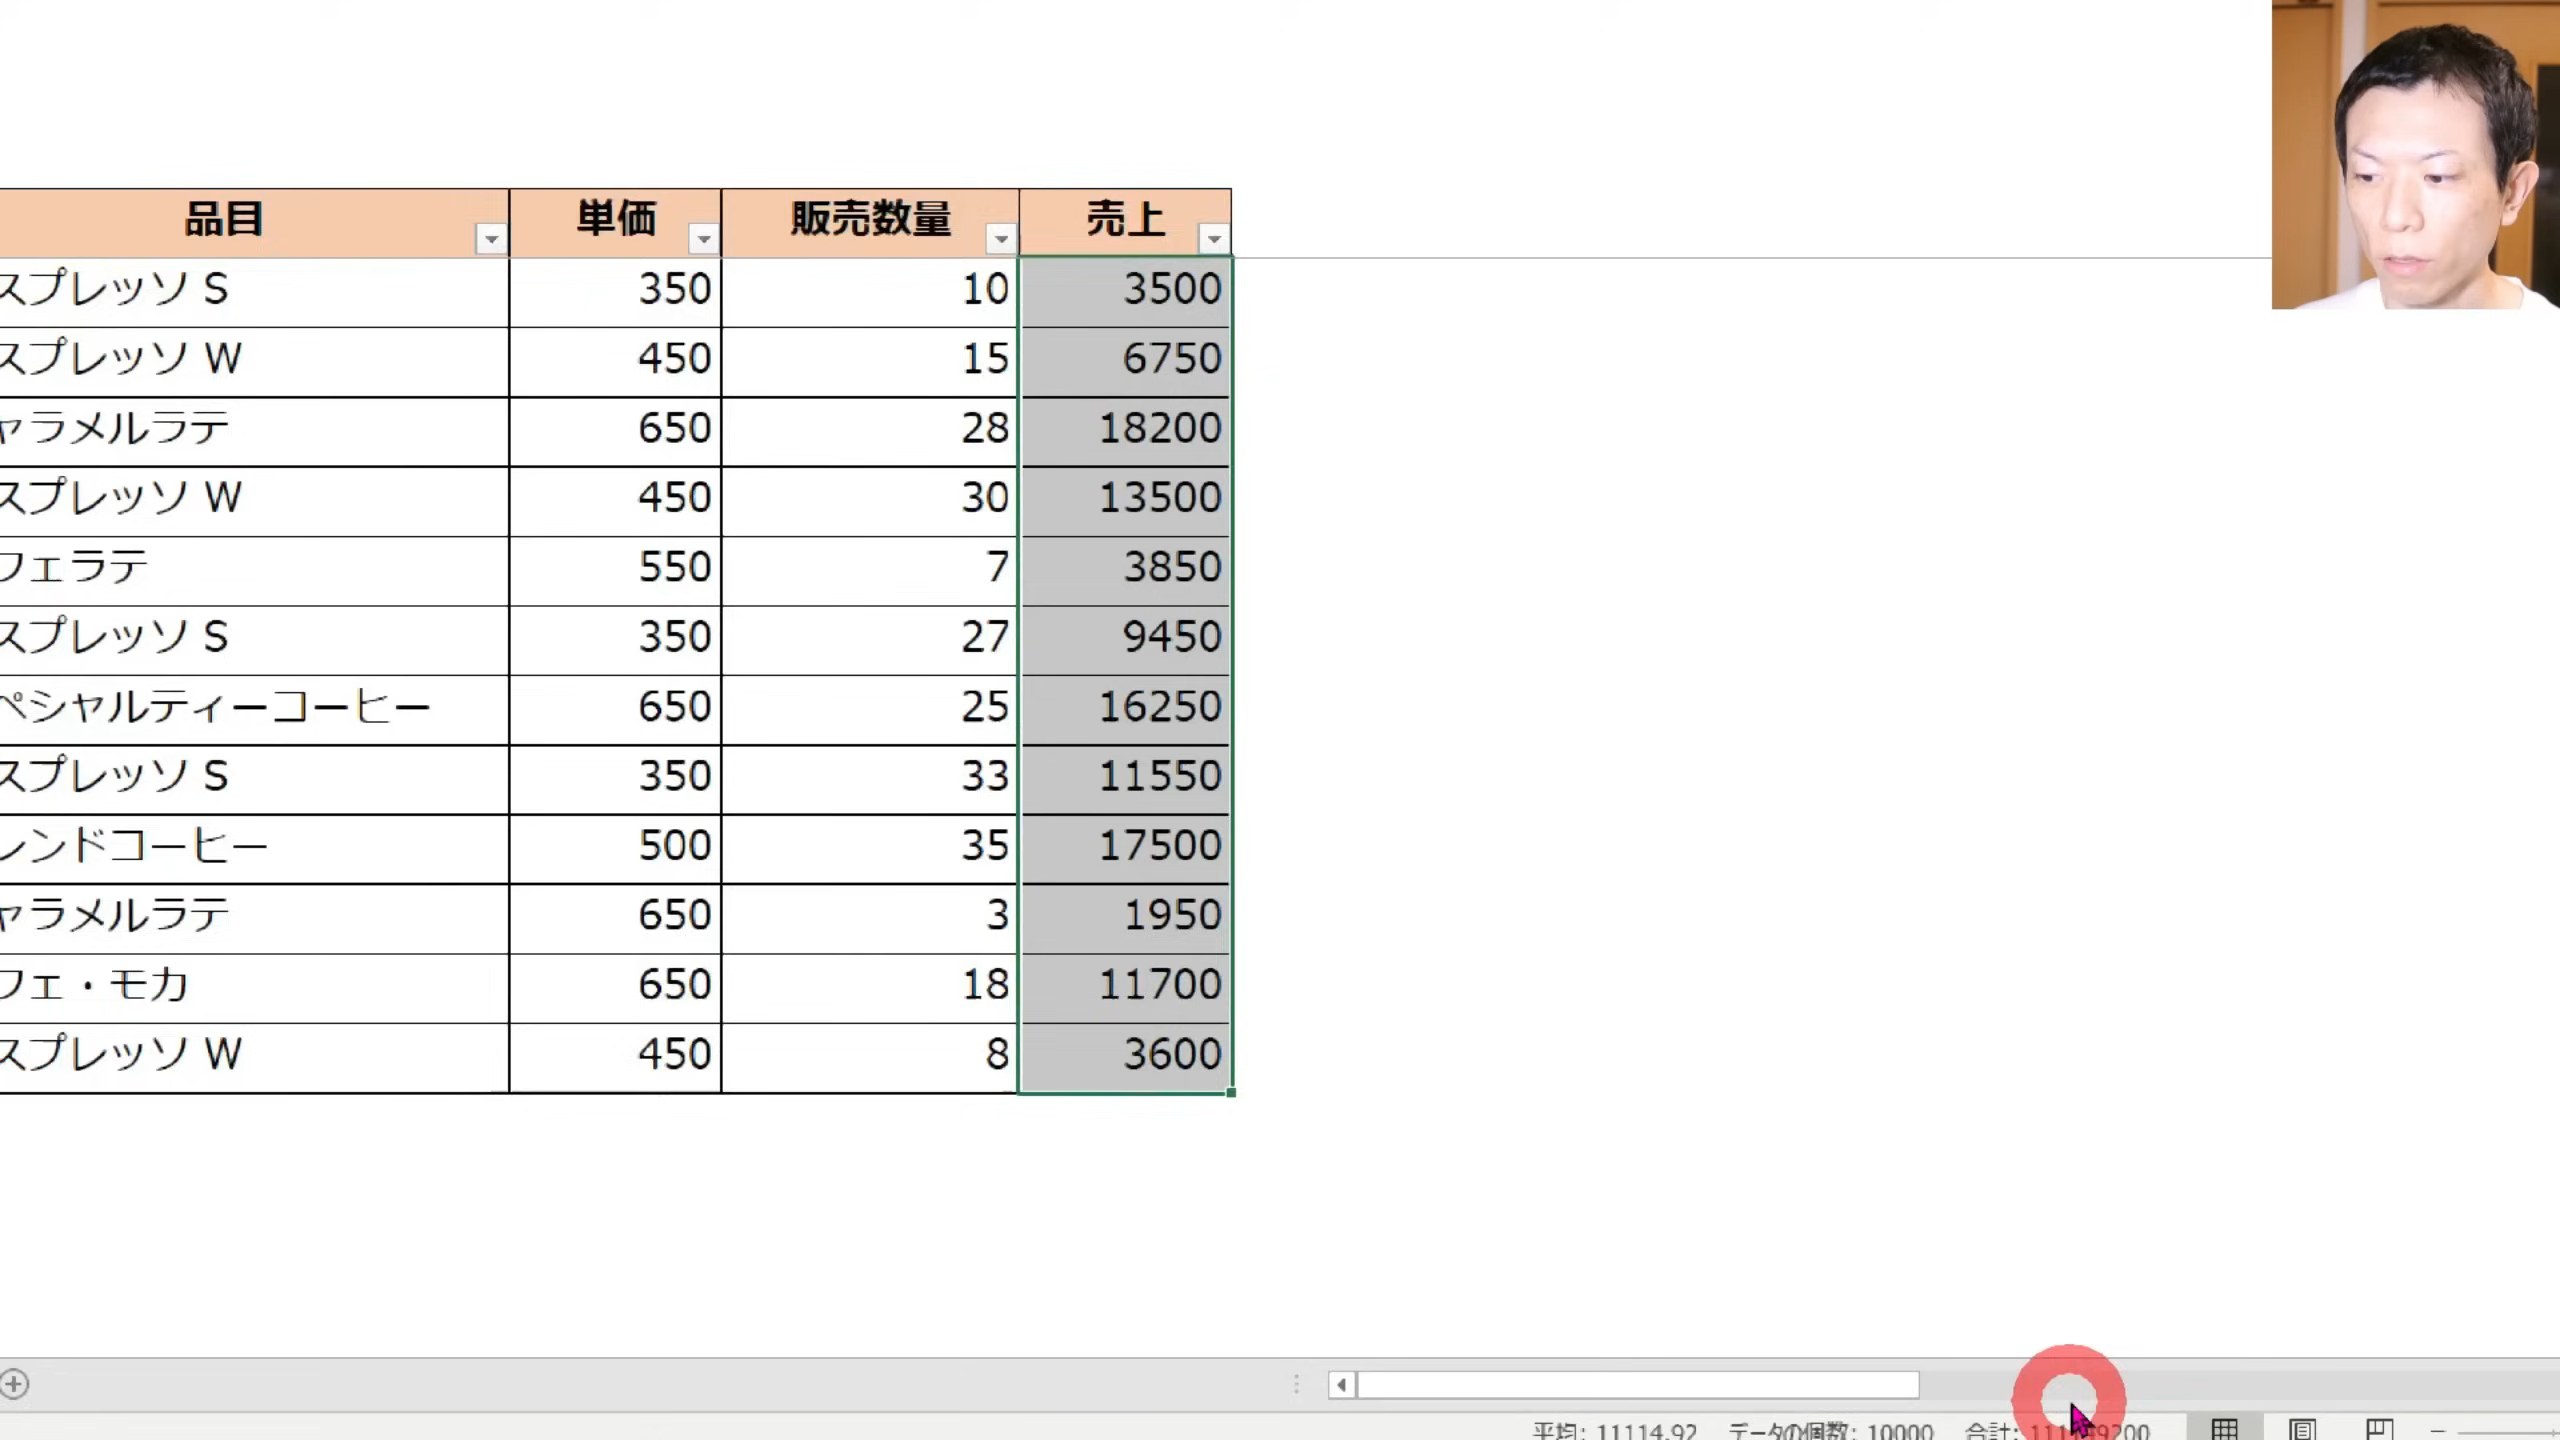 品目 単価 販売数量 売上
スプレッソ S 350 10 3500
スプレッソ W 450 15 6750
ャラメルラテ 650 28 18200
スプレッソ W 450 30 13500
フェラテ 550 7 3850
スプレッソ S 350 27 9450
ペシャルティーコーヒー 650 25 16250
スプレッソ S 350 33 11550
レンドコーヒー 500 35 17500
ャラメルラテ 650 3 1950
フェ・モカ 650 18 11700
スプレッソ W 450 8 3600
平均: 11114.92 データの個数: 10000 合計: